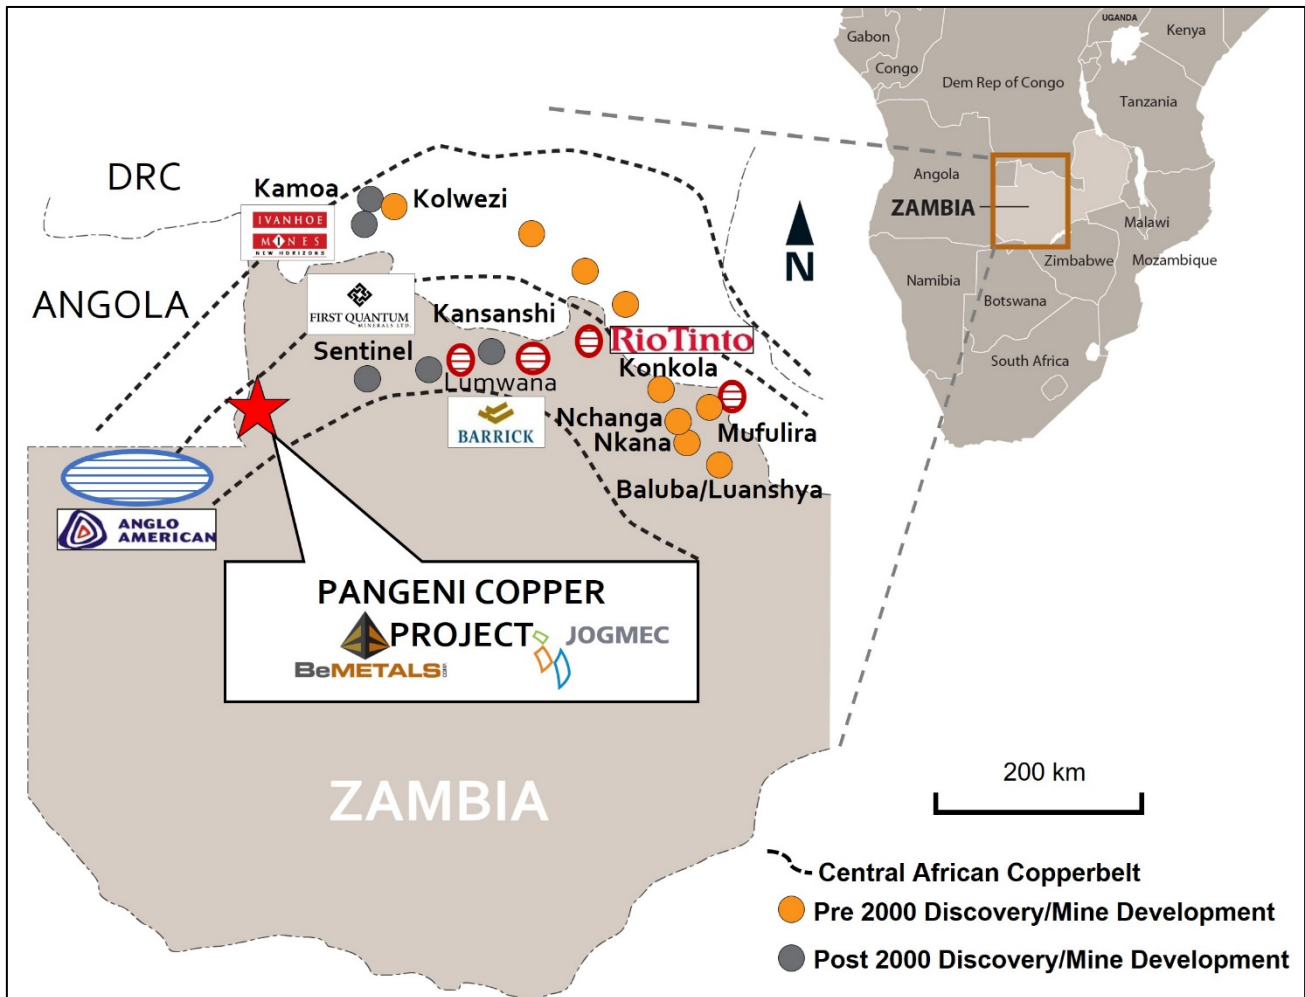 UGANDA
Gabon
Kenya
Congo
Dem Rep of Congo
Tanzania
Angola
ZAMBIA
Malawi
Zimbabwe
Mozambique
Namibia
Botswana
South Africa
DRC
Kamoa
Kolwezi
IVANHOE
MINES
NEW HORIZONS
N
ANGOLA
FIRST QUANTUM
MINERALS LTD.
Kansanshi
RioTinto
Sentinel
Konkola
Lumwana
Nchanga
BARRICK
Mufulira
Nkana
Baluba/Luanshya
ANGLO
AMERICAN
PANGENI COPPER
PROJECT
JOGMEC
BEMETALS
ZAMBIA
200 km
Central African Copperbelt
Pre 2000 Discovery/Mine Development
Post 2000 Discovery/Mine Development